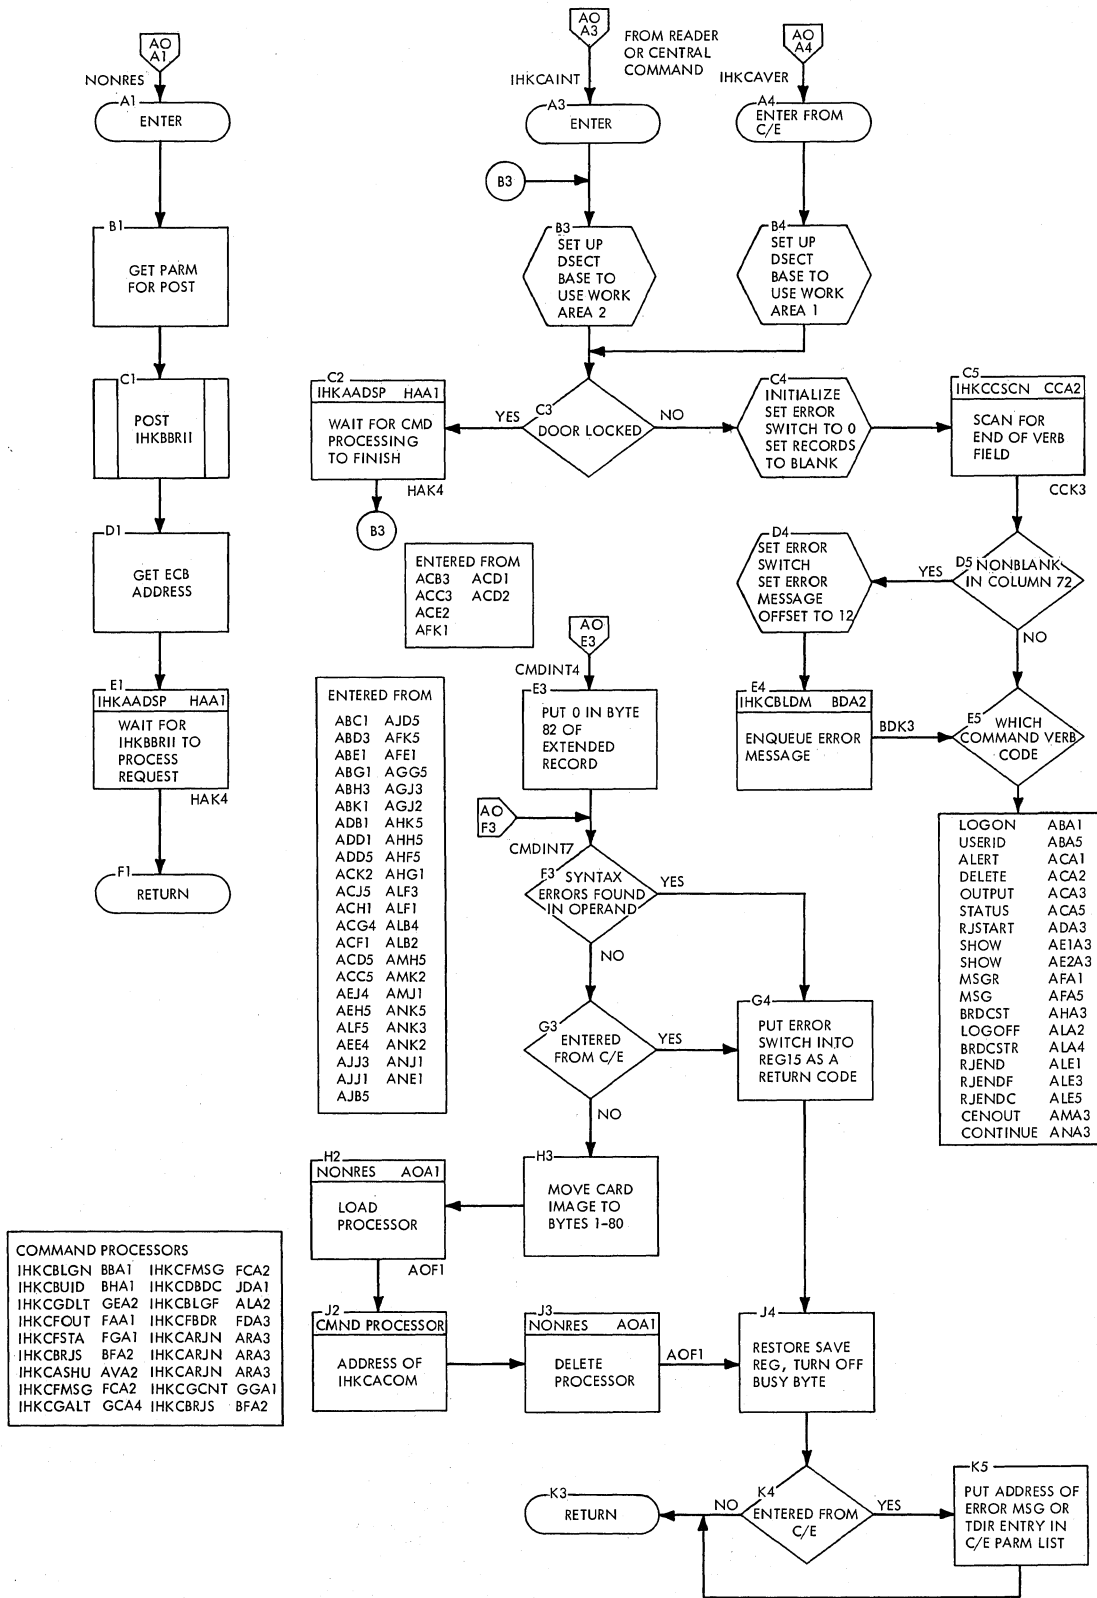 AO
A1
NONRES
A1
ENTER
B1
GET PARM
FOR POST
C1
POST
IHKBBRII
D1
GET ECB
ADDRESS
E1
IHKAADSP HAA1
WAIT FOR
IHKBBRII TO
PROCESS
REQUEST
HAK4
F1
RETURN
AO
A3
FROM READER
OR CENTRAL
COMMAND
IHKCAINT
A3
ENTER
B3
B3
SET UP
DSECT
BASE TO
USE WORK
AREA 2
AO
A4
IHKCAVER
A4
ENTER FROM
C/E
B4
SET UP
DSECT
BASE TO
USE WORK
AREA 1
C2
IHKAADSP HAA1
WAIT FOR CMD
PROCESSING
TO FINISH
HAK4
B3
YES
C3
DOOR LOCKED
NO
C4
INITIALIZE
SET ERROR
SWITCH TO 0
SET RECORDS
TO BLANK
C5
IHKCCSCN CCA2
SCAN FOR
END OF VERB
FIELD
CCK3
ENTERED FROM
ACB3 ACD1
ACC3 ACD2
ACE2
AFK1
D4
SET ERROR
SWITCH
SET ERROR
MESSAGE
OFFSET TO 12
YES
D5 NONBLANK
IN COLUMN 72
NO
AO
E3
CMDINT4
E3
PUT 0 IN BYTE
82 OF
EXTENDED
RECORD
E4
IHKCBLDM BDA2
ENQUEUE ERROR
MESSAGE
BDK3
E5
WHICH
COMMAND VERB
CODE
ENTERED FROM
ABC1 AJD5
ABD3 AFK5
ABE1 AFE1
ABG1 AGG5
ABH3 AGJ3
ABK1 AGJ2
ADB1 AHK5
ADD1 AHH5
ADD5 AHF5
ACK2 AHG1
ACJ5 ALF3
ACH1 ALF1
ACG4 ALB4
ACF1 ALB2
ACD5 AMH5
ACC5 AMK2
AEJ4 AMJ1
AEH5 ANK5
ALF5 ANK3
AEE4 ANK2
AJJ3 ANJ1
AJJ1 ANE1
AJB5
AO
F3
CMDINT7
F3
SYNTAX
ERRORS FOUND
IN OPERAND
YES
NO
G3
ENTERED
FROM C/E
YES
NO
G4
PUT ERROR
SWITCH INTO
REG15 AS A
RETURN CODE
LOGON ABA1
USERID ABA5
ALERT ACA1
DELETE ACA2
OUTPUT ACA3
STATUS ACA5
RJSTART ADA3
SHOW AE1A3
SHOW AE2A3
MSGR AFA1
MSG AFA5
BRDCST AHA3
LOGOFF ALA2
BRDCSTR ALA4
RJEND ALE1
RJENDF ALE3
RJENDC ALE5
CENOUT AMA3
CONTINUE ANA3
H2
NONRES AOA1
LOAD
PROCESSOR
AOF1
H3
MOVE CARD
IMAGE TO
BYTES 1-80
COMMAND PROCESSORS
IHKCBLGN BBA1 IHKCFMSG FCA2
IHKCBUID BHA1 IHKCDBDC JDA1
IHKCGDLT GEA2 IHKCBLGF ALA2
IHKCFOUT FAA1 IHKCFBDR FDA3
IHKCFSTA FGA1 IHKCARJN ARA3
IHKCBRJS BFA2 IHKCARJN ARA3
IHKCASHU AVA2 IHKCARJN ARA3
IHKCFMSG FCA2 IHKCGCNT GGA1
IHKCGALT GCA4 IHKCBRJS BFA2
J2
CMND PROCESSOR
ADDRESS OF
IHKCACOM
J3
NONRES AOA1
DELETE
PROCESSOR
AOF1
J4
RESTORE SAVE
REG, TURN OFF
BUSY BYTE
K3
RETURN
NO
K4
ENTERED FROM
C/E
YES
K5
PUT ADDRESS OF
ERROR MSG OR
TDIR ENTRY IN
C/E PARM LIST